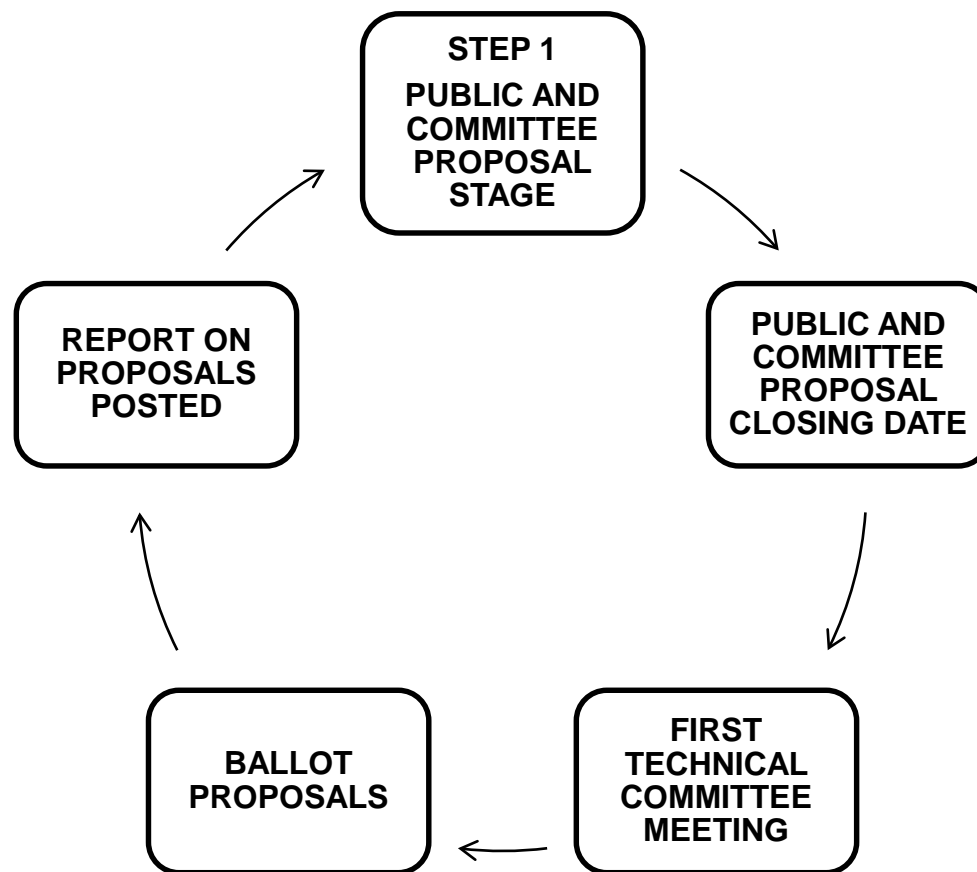 STEP 1
PUBLIC AND
COMMITTEE
PROPOSAL
STAGE
PUBLIC AND
COMMITTEE
PROPOSAL
CLOSING DATE
FIRST
TECHNICAL
COMMITTEE
MEETING
BALLOT
PROPOSALS
REPORT ON
PROPOSALS
POSTED